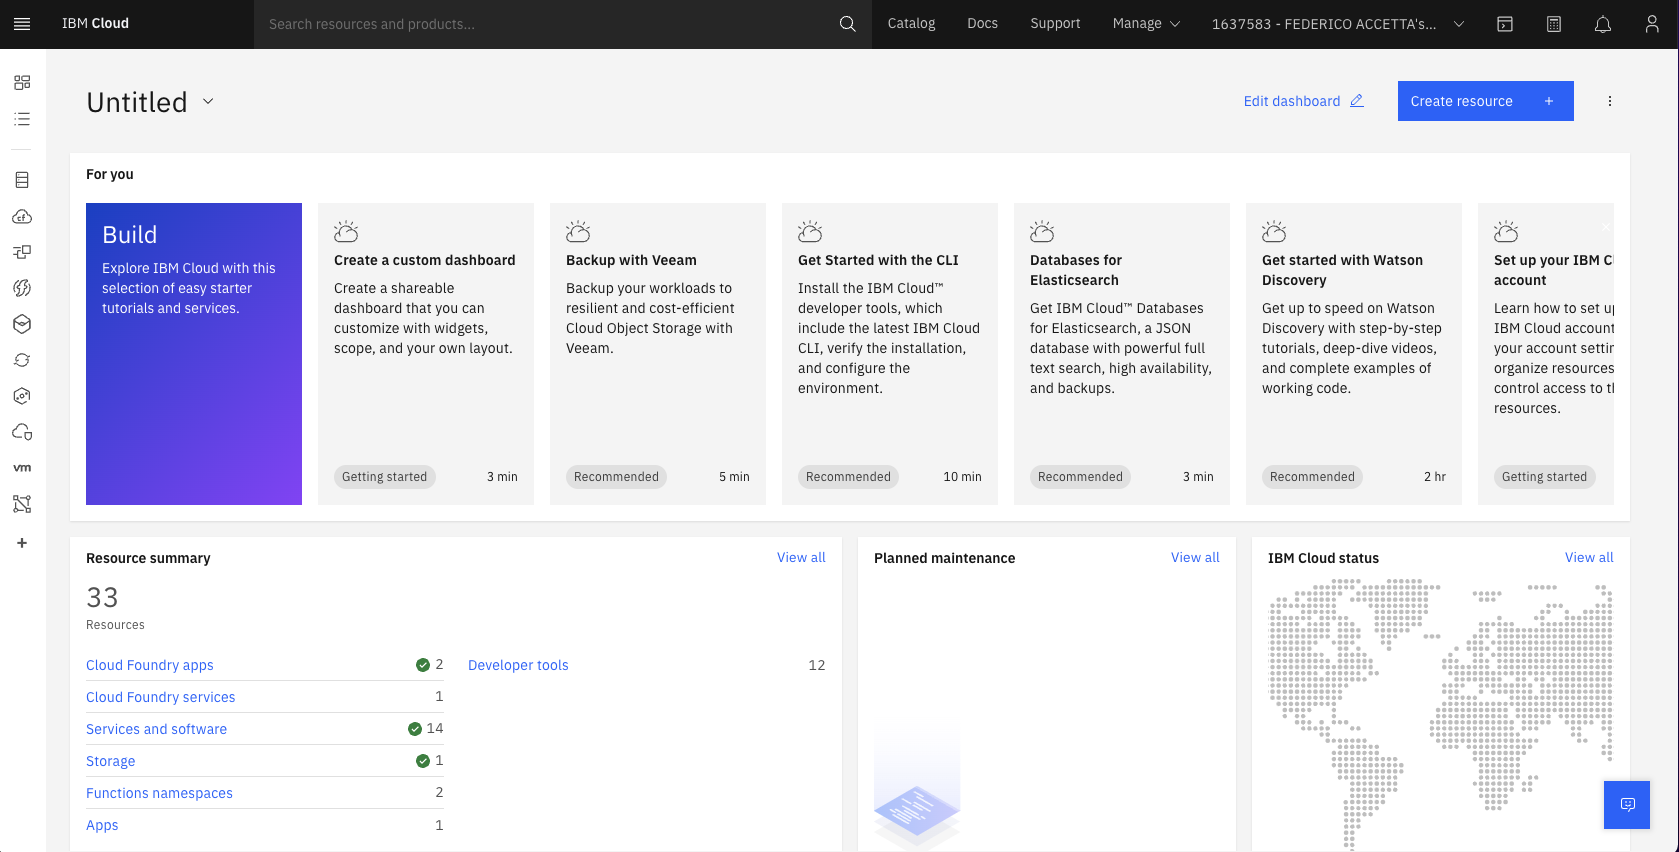 IBM Cloud
Search resources and products...
Catalog
Docs
Support
Manage
1637583 - FEDERICO ACCETTA's...
Untitled
Edit dashboard
Create resource +
For you
Build
Explore IBM Cloud with this
selection of easy starter
tutorials and services.
Create a custom dashboard
Create a shareable
dashboard that you can
customize with widgets,
scope, and your own layout.
Getting started
3 min
Backup with Veeam
Backup your workloads to
resilient and cost-efficient
Cloud Object Storage with
Veeam.
Recommended
5 min
Get Started with the CLI
Install the IBM Cloud™
developer tools, which
include the latest IBM Cloud
CLI, verify the installation,
and configure the
environment.
Recommended
10 min
Databases for
Elasticsearch
Get IBM Cloud™ Databases
for Elasticsearch, a JSON
database with powerful full
text search, high availability,
and backups.
Recommended
3 min
Get started with Watson
Discovery
Get up to speed on Watson
Discovery with step-by-step
tutorials, deep-dive videos,
and complete examples of
working code.
Recommended
2 hr
Set up your IBM Cl
account
Learn how to set up
IBM Cloud account
your account settin
organize resources
control access to th
resources.
Getting started
cf
vm
+
Resource summary
View all
33
Resources
Cloud Foundry apps 2
Cloud Foundry services 1
Services and software 14
Storage 1
Functions namespaces 2
Apps 1
Developer tools 12
Planned maintenance
View all
IBM Cloud status
View all